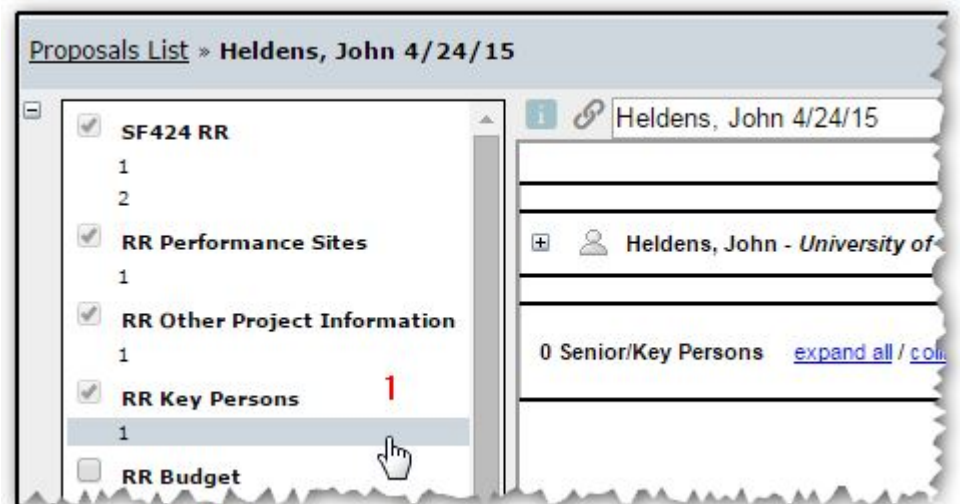 Proposals List » Heldens, John 4/24/15
SF424 RR
1
2
RR Performance Sites
1
RR Other Project Information
1
RR Key Persons
1
1
RR Budget
i
Heldens, John 4/24/15
Heldens, John - University of
0 Senior/Key Persons expand all /